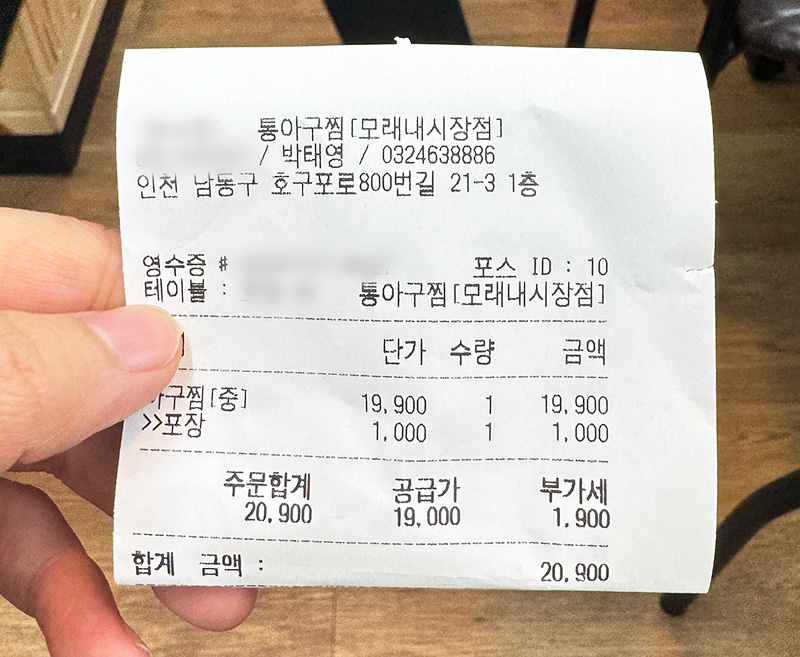 통아구찜[모래내시장점]
/ 박태영 / 0324638886
인천 남동구 호구포로800번길 21-3 1층
영수증 # 포스 ID : 10
테이블 : 통아구찜[모래내시장점]
단가 수량 금액
아구찜[중] 19,900 1 19,900
>>포장 1,000 1 1,000
주문합계 공급가 부가세
20,900 19,000 1,900
합계 금액 : 20,900